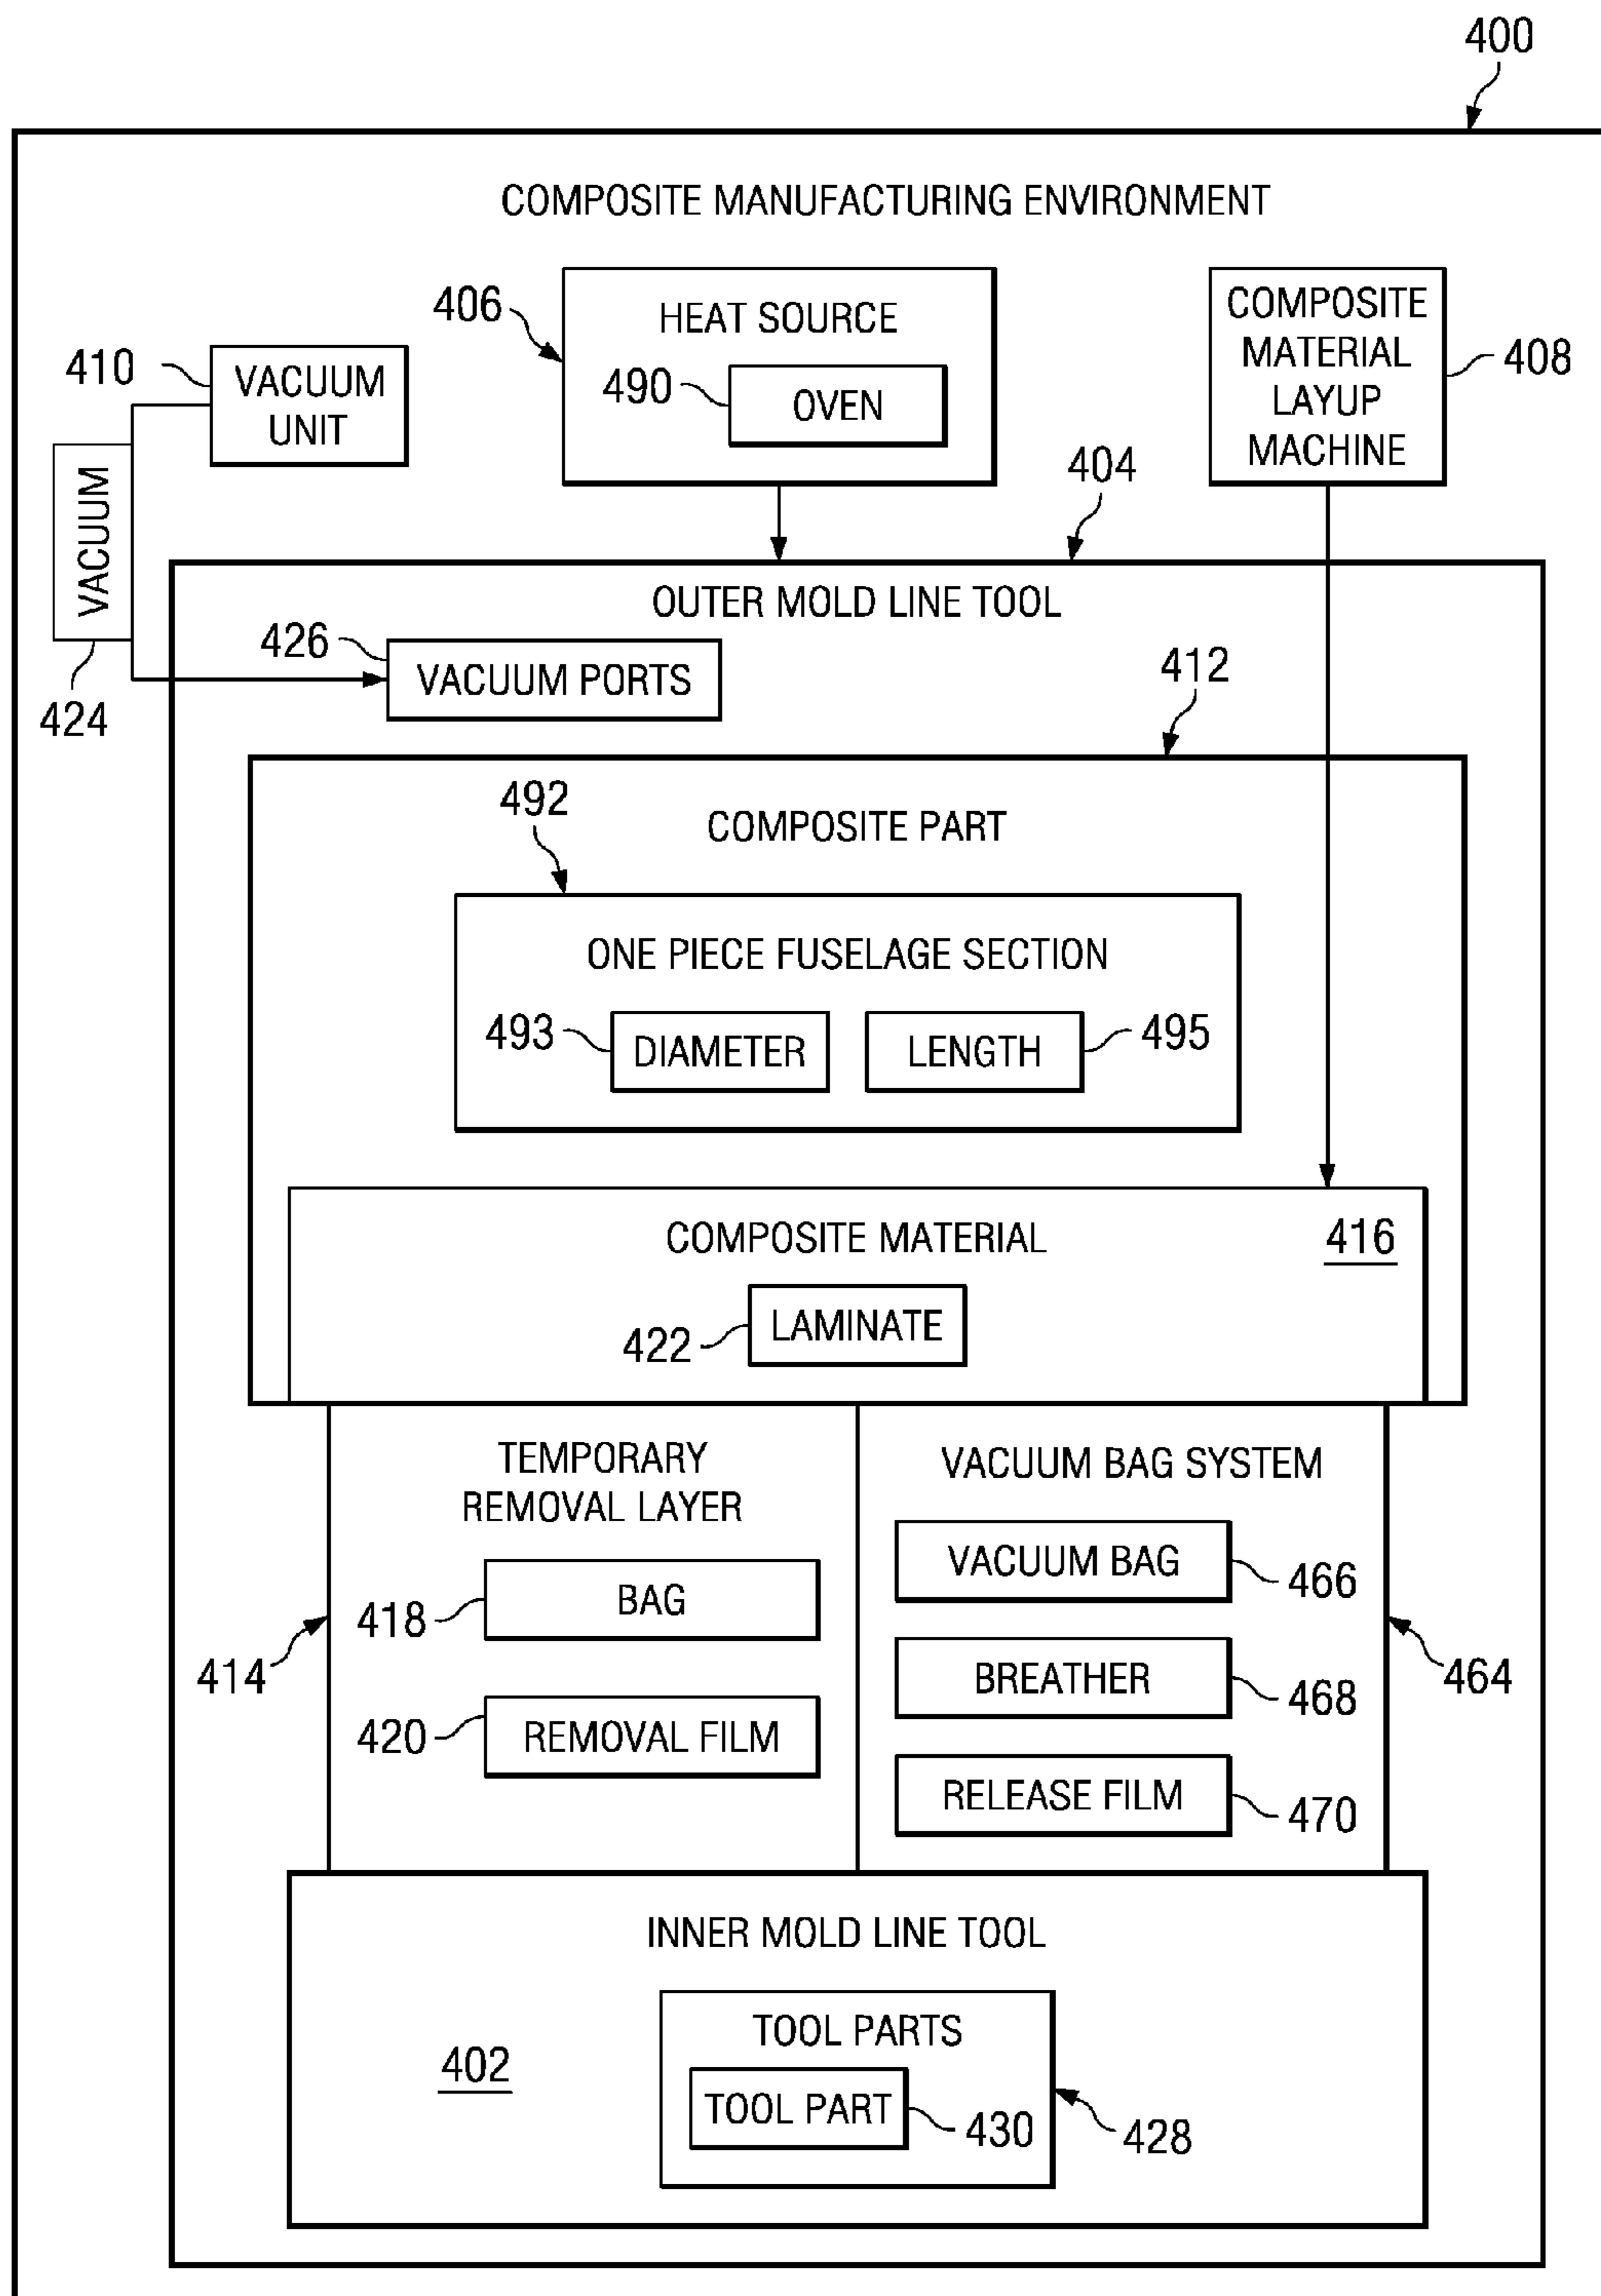 400
COMPOSITE MANUFACTURING ENVIRONMENT
406
HEAT SOURCE
490
OVEN
COMPOSITE
MATERIAL
LAYUP
MACHINE
408
410
VACUUM
UNIT
VACUUM
424
404
OUTER MOLD LINE TOOL
426
VACUUM PORTS
412
492
COMPOSITE PART
ONE PIECE FUSELAGE SECTION
493
DIAMETER
LENGTH
495
COMPOSITE MATERIAL
416
422
LAMINATE
TEMPORARY
REMOVAL LAYER
418
BAG
414
420
REMOVAL FILM
VACUUM BAG SYSTEM
VACUUM BAG
466
BREATHER
468
464
RELEASE FILM
470
INNER MOLD LINE TOOL
402
TOOL PARTS
TOOL PART
430
428